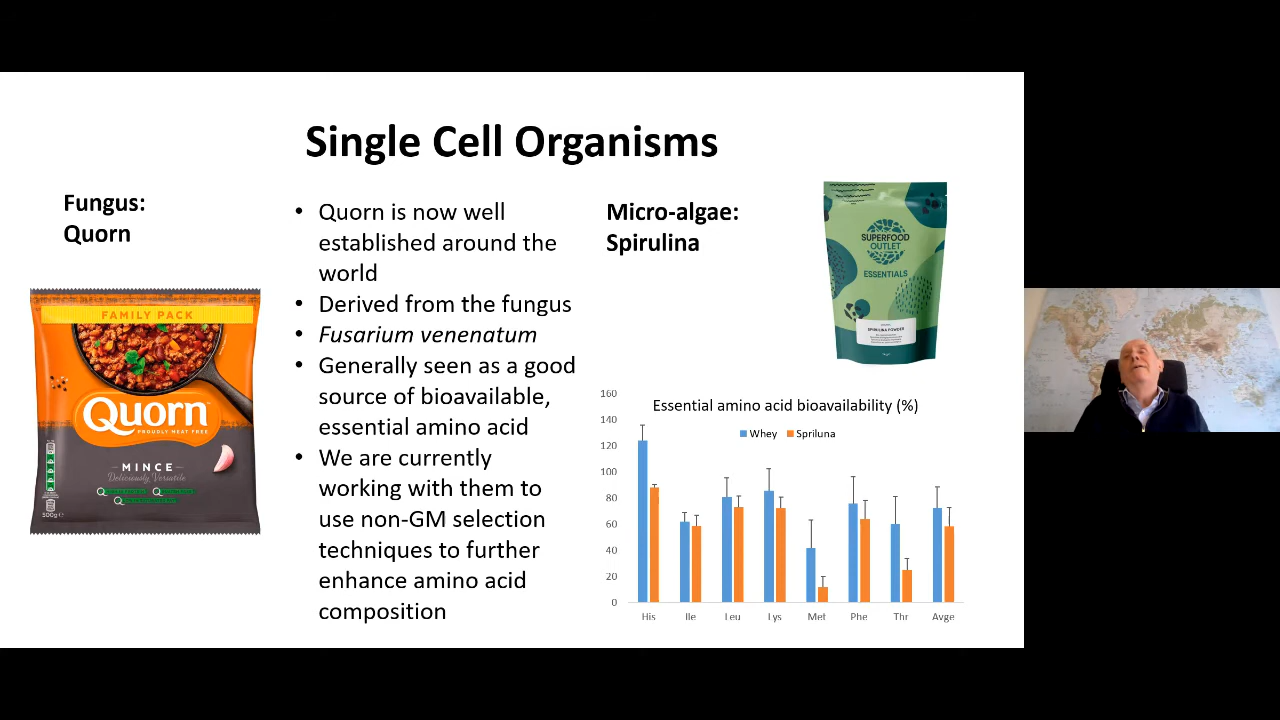 Single Cell Organisms
Fungus:
Quorn
FAMILY PACK
Quorn
PROUDLY MEAT FREE
MINCE
Deliciously Versatile
500g e
• Quorn is now well
established around the
world
• Derived from the fungus
• Fusarium venenatum
• Generally seen as a good
source of bioavailable,
essential amino acid
• We are currently
working with them to
use non-GM selection
techniques to further
enhance amino acid
composition
Micro-algae:
Spirulina
SUPERFOOD
OUTLET
ESSENTIALS
SPIRULINA POWDER
Essential amino acid bioavailability (%)
Whey Spriluna
160
140
120
100
80
60
40
20
0
His Ile Leu Lys Met Phe Thr Avge